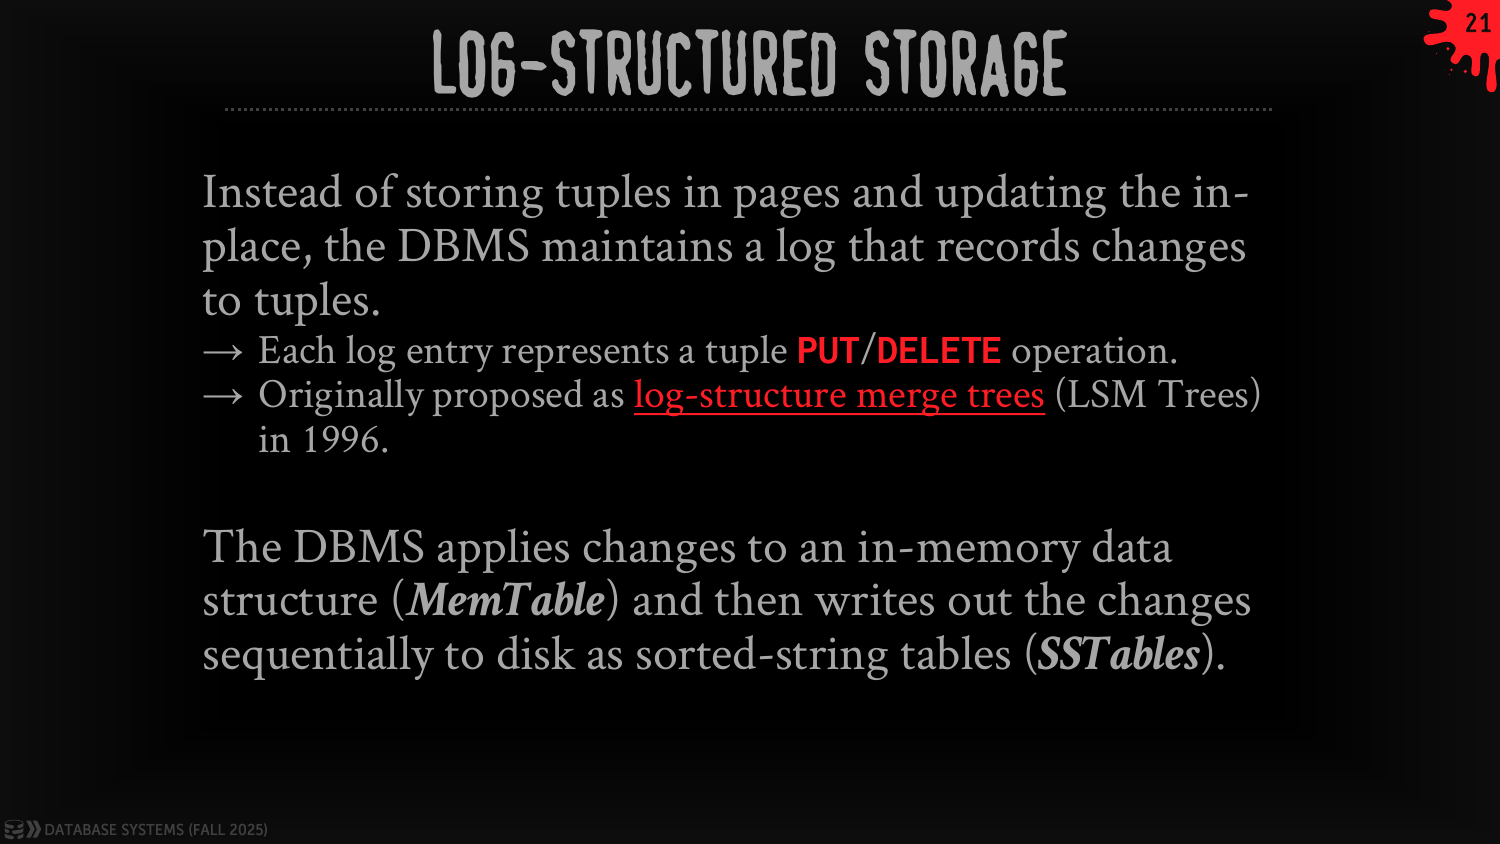 21
LOG-STRUCTURED STORAGE
Instead of storing tuples in pages and updating the in-
place, the DBMS maintains a log that records changes
to tuples.
→ Each log entry represents a tuple PUT/DELETE operation.
→ Originally proposed as log-structure merge trees (LSM Trees)
in 1996.
The DBMS applies changes to an in-memory data
structure (MemTable) and then writes out the changes
sequentially to disk as sorted-string tables (SSTables).
DATABASE SYSTEMS (FALL 2025)